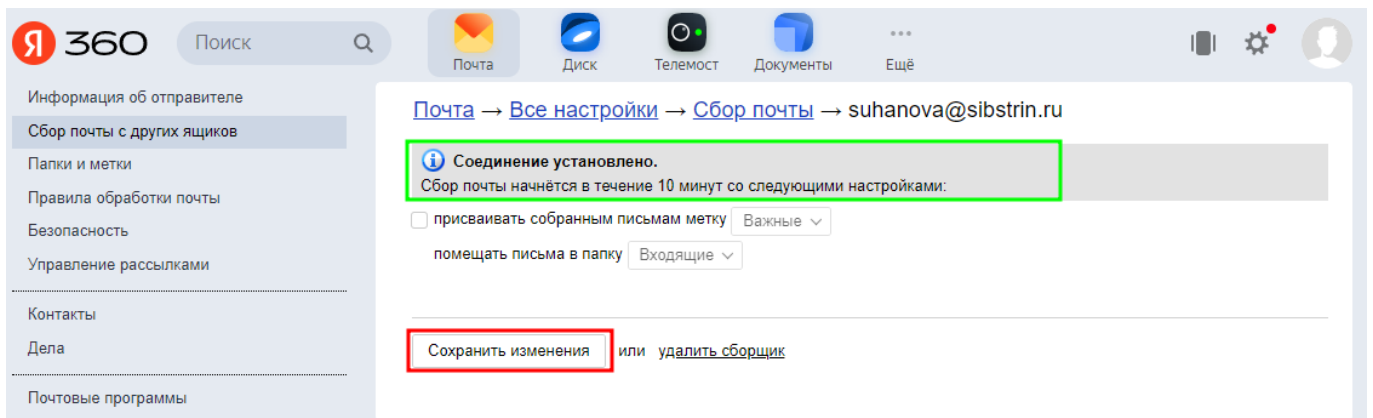 Я 360
Поиск
Почта
Диск
Телемост
Документы
Ещё
Информация об отправителе
Сбор почты с других ящиков
Папки и метки
Правила обработки почты
Безопасность
Управление рассылками
Контакты
Дела
Почтовые программы
Почта → Все настройки → Сбор почты → suhanova@sibstrin.ru
Соединение установлено.
Сбор почты начнётся в течение 10 минут со следующими настройками:
присваивать собранным письмам метку Важные
помещать письма в папку Входящие
Сохранить изменения или удалить сборщик